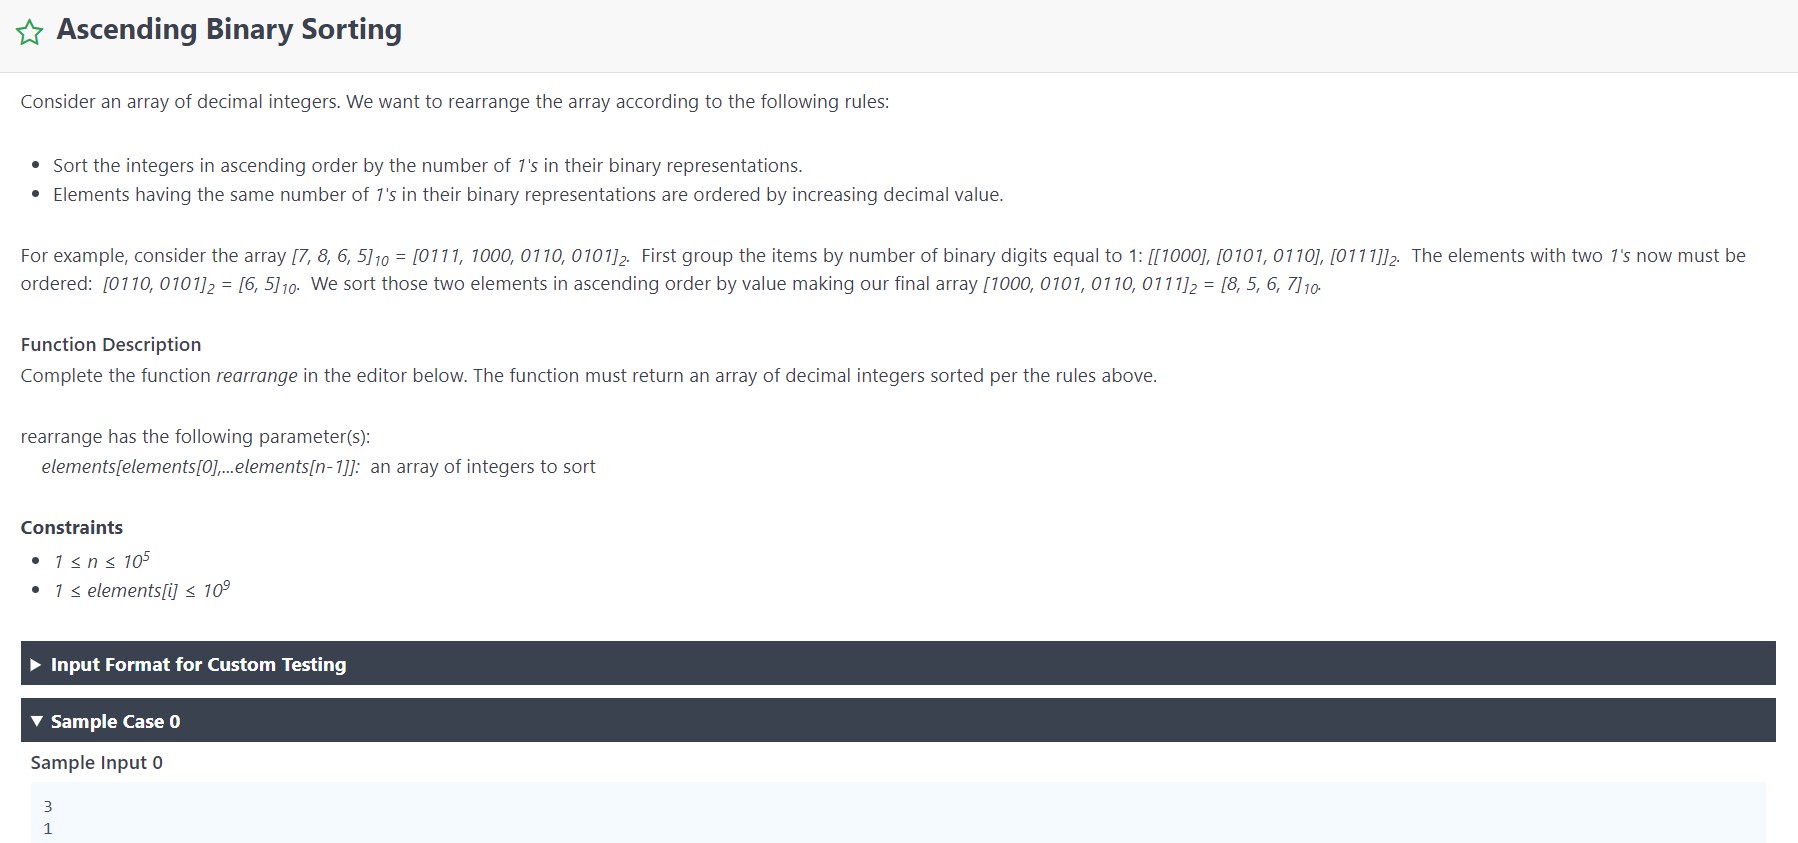 Ascending Binary Sorting
Consider an array of decimal integers. We want to rearrange the array according to the following rules:
Sort the integers in ascending order by the number of 1's in their binary representations.
Elements having the same number of 1's in their binary representations are ordered by increasing decimal value.
For example, consider the array [7, 8, 6, 5]10 = [0111, 1000, 0110, 0101]2. First group the items by number of binary digits equal to 1: [[1000], [0101, 0110], [0111]]2. The elements with two 1's now must be
ordered: [0110, 0101]2 = [6, 5]10. We sort those two elements in ascending order by value making our final array [1000, 0101, 0110, 0111]2 = [8, 5, 6, 7]10.
Function Description
Complete the function rearrange in the editor below. The function must return an array of decimal integers sorted per the rules above.
rearrange has the following parameter(s):
elements[elements[0],...elements[n-1]]: an array of integers to sort
Constraints
1 ≤ n ≤ 10^5
1 ≤ elements[i] ≤ 10^9
Input Format for Custom Testing
Sample Case 0
Sample Input 0
3
1